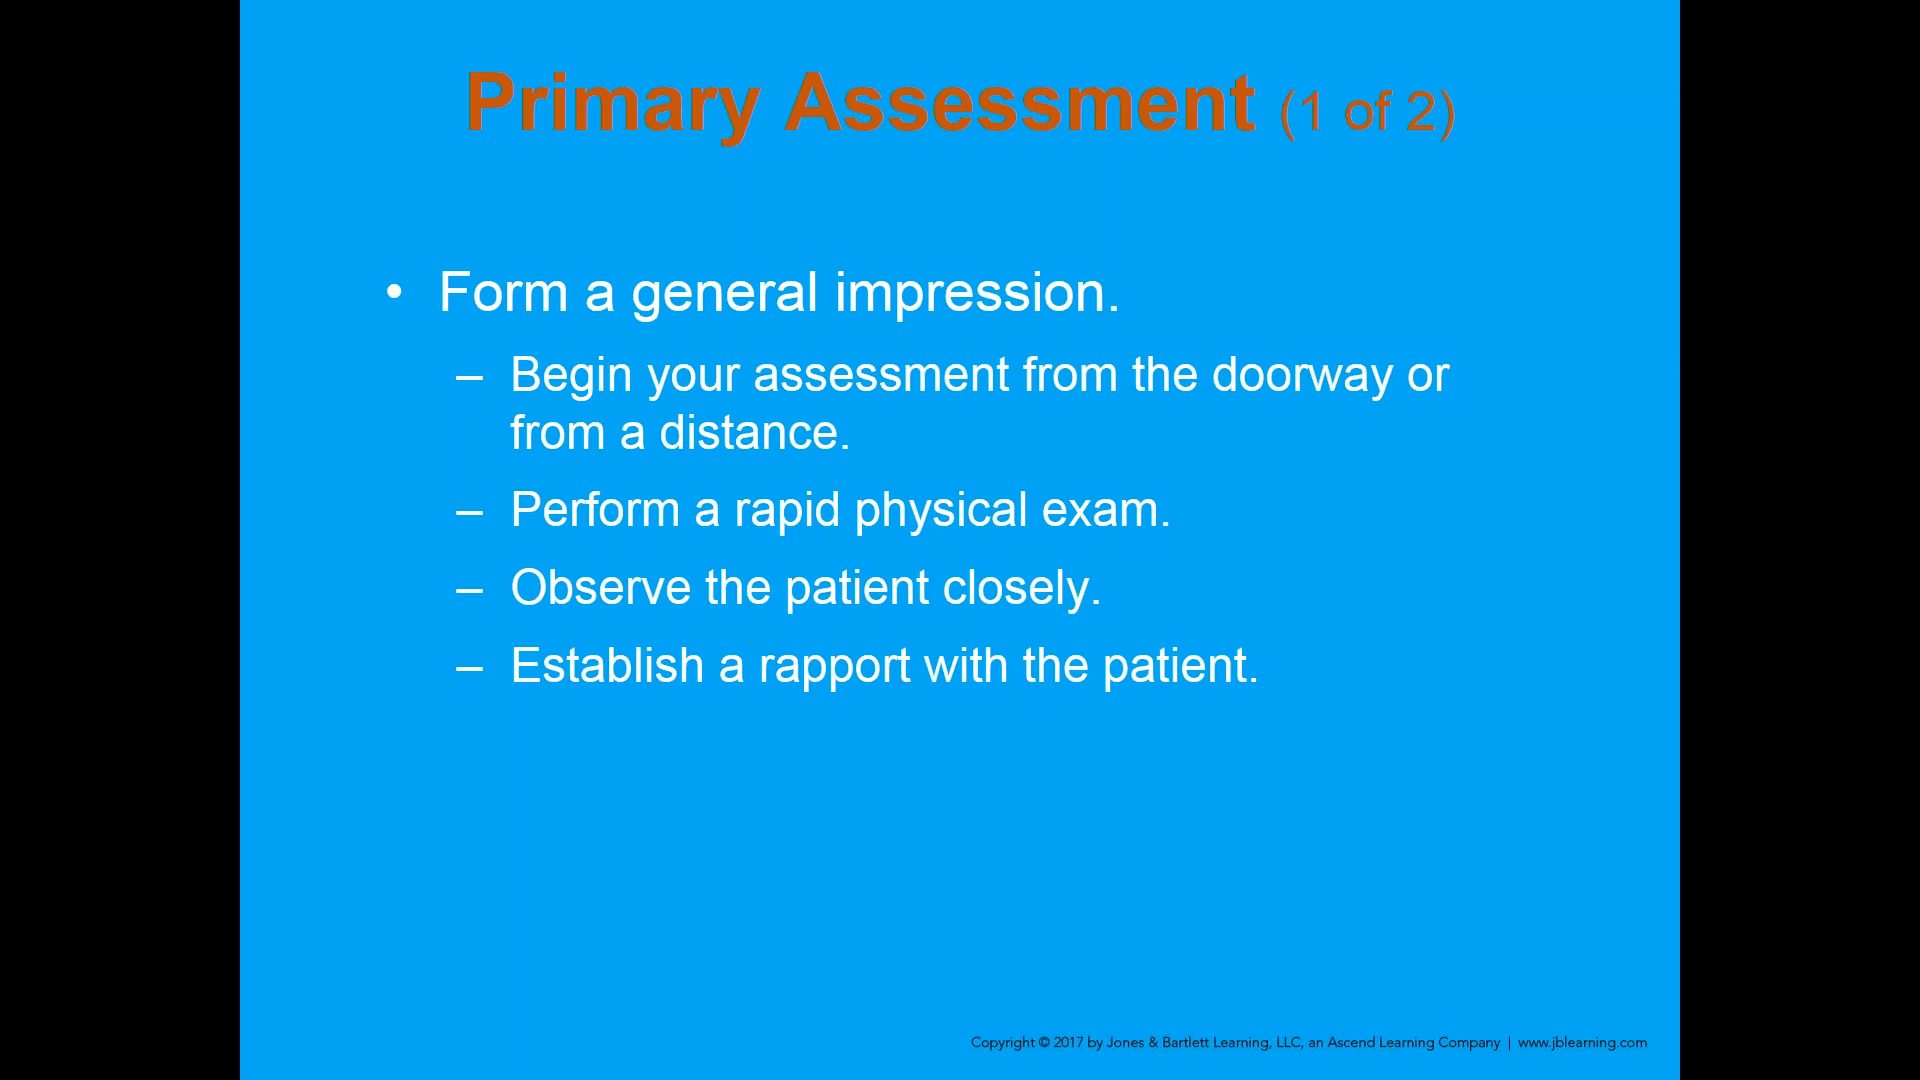 Primary Assessment (1 of 2)
• Form a general impression.
– Begin your assessment from the doorway or
from a distance.
– Perform a rapid physical exam.
– Observe the patient closely.
– Establish a rapport with the patient.
Copyright © 2017 by Jones & Bartlett Learning, LLC, an Ascend Learning Company | www.jblearning.com